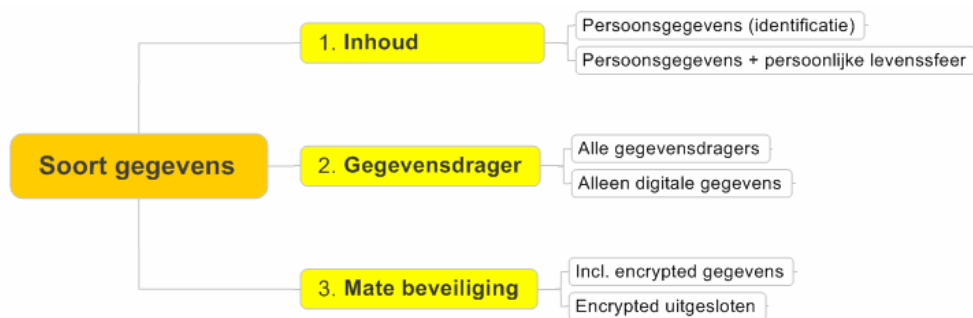 Soort gegevens
1. Inhoud
Persoonsgegevens (identificatie)
Persoonsgegevens + persoonlijke levenssfeer
2. Gegevensdrager
Alle gegevensdragers
Alleen digitale gegevens
3. Mate beveiliging
Incl. encrypted gegevens
Encrypted uitgesloten